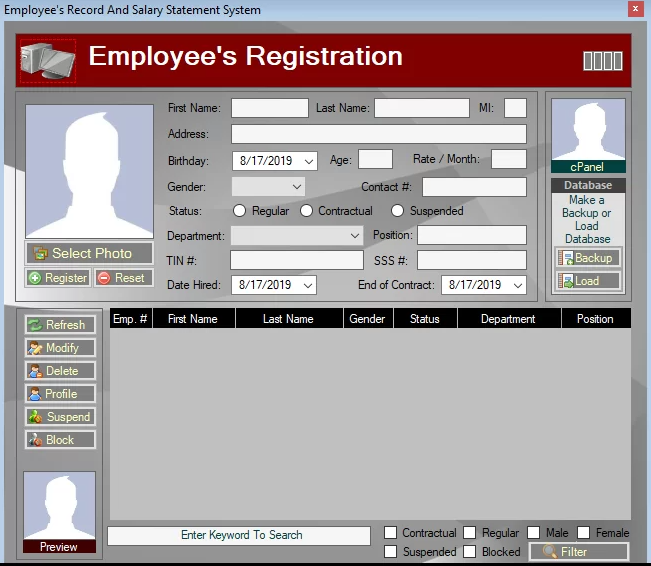 Employee's Record And Salary Statement System
x
Employee's Registration
First Name: Last Name: MI:
Address:
Birthday: 8/17/2019 Age: Rate / Month:
Gender: Contact #:
Status: Regular Contractual Suspended
Department: Position:
TIN #: SSS #:
Date Hired: 8/17/2019 End of Contract: 8/17/2019
Select Photo
Register Reset
cPanel
Database
Make a
Backup or
Load
Database
Backup
Load
Refresh
Modify
Delete
Profile
Suspend
Block
Preview
Emp. # First Name Last Name Gender Status Department Position
Enter Keyword To Search
Contractual Regular Male Female
Suspended Blocked Filter